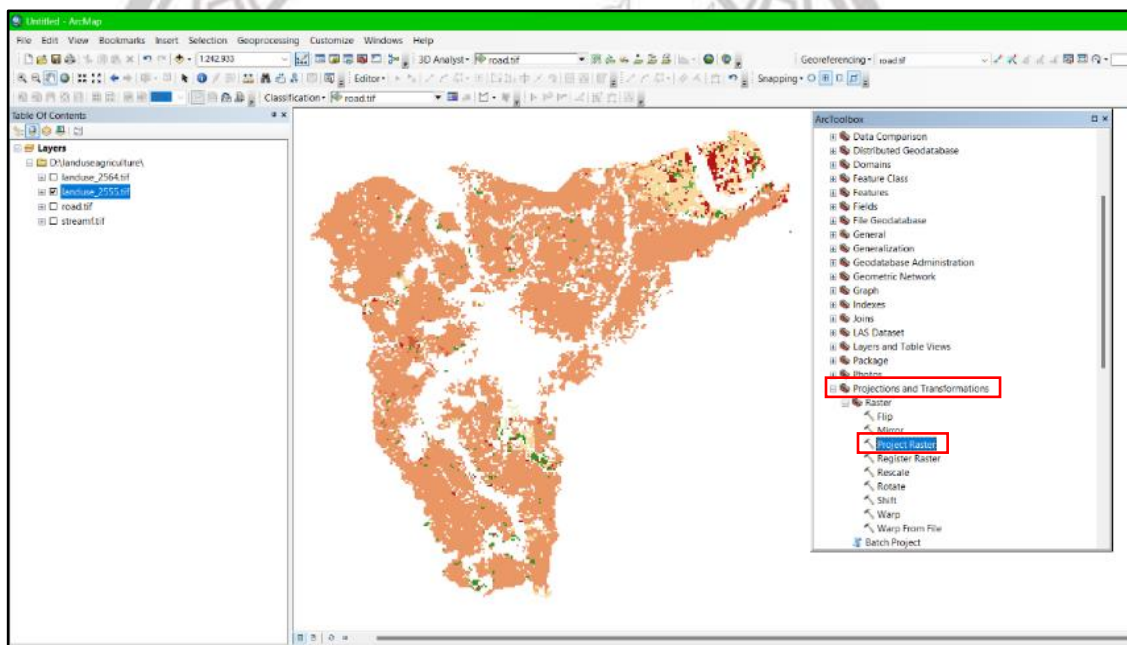 Untitled - ArcMap
File Edit View Bookmarks Insert Selection Geoprocessing Customize Windows Help
1:242,933 3D Analyst road.tif Georeferencing road.tif
Editor Snapping
Classification road.tif
Table Of Contents
Layers
D:\landuseagriculture\
landuse_2564.tif
landuse_2555.tif
road.tif
streamf.tif
ArcToolbox
Data Comparison
Distributed Geodatabase
Domains
Feature Class
Features
Fields
File Geodatabase
General
Generalization
Geodatabase Administration
Geometric Network
Graph
Indexes
Joins
LAS Dataset
Layers and Table Views
Package
Photos
Projections and Transformations
Raster
Flip
Mirror
Project Raster
Register Raster
Rescale
Rotate
Shift
Warp
Warp From File
Batch Project